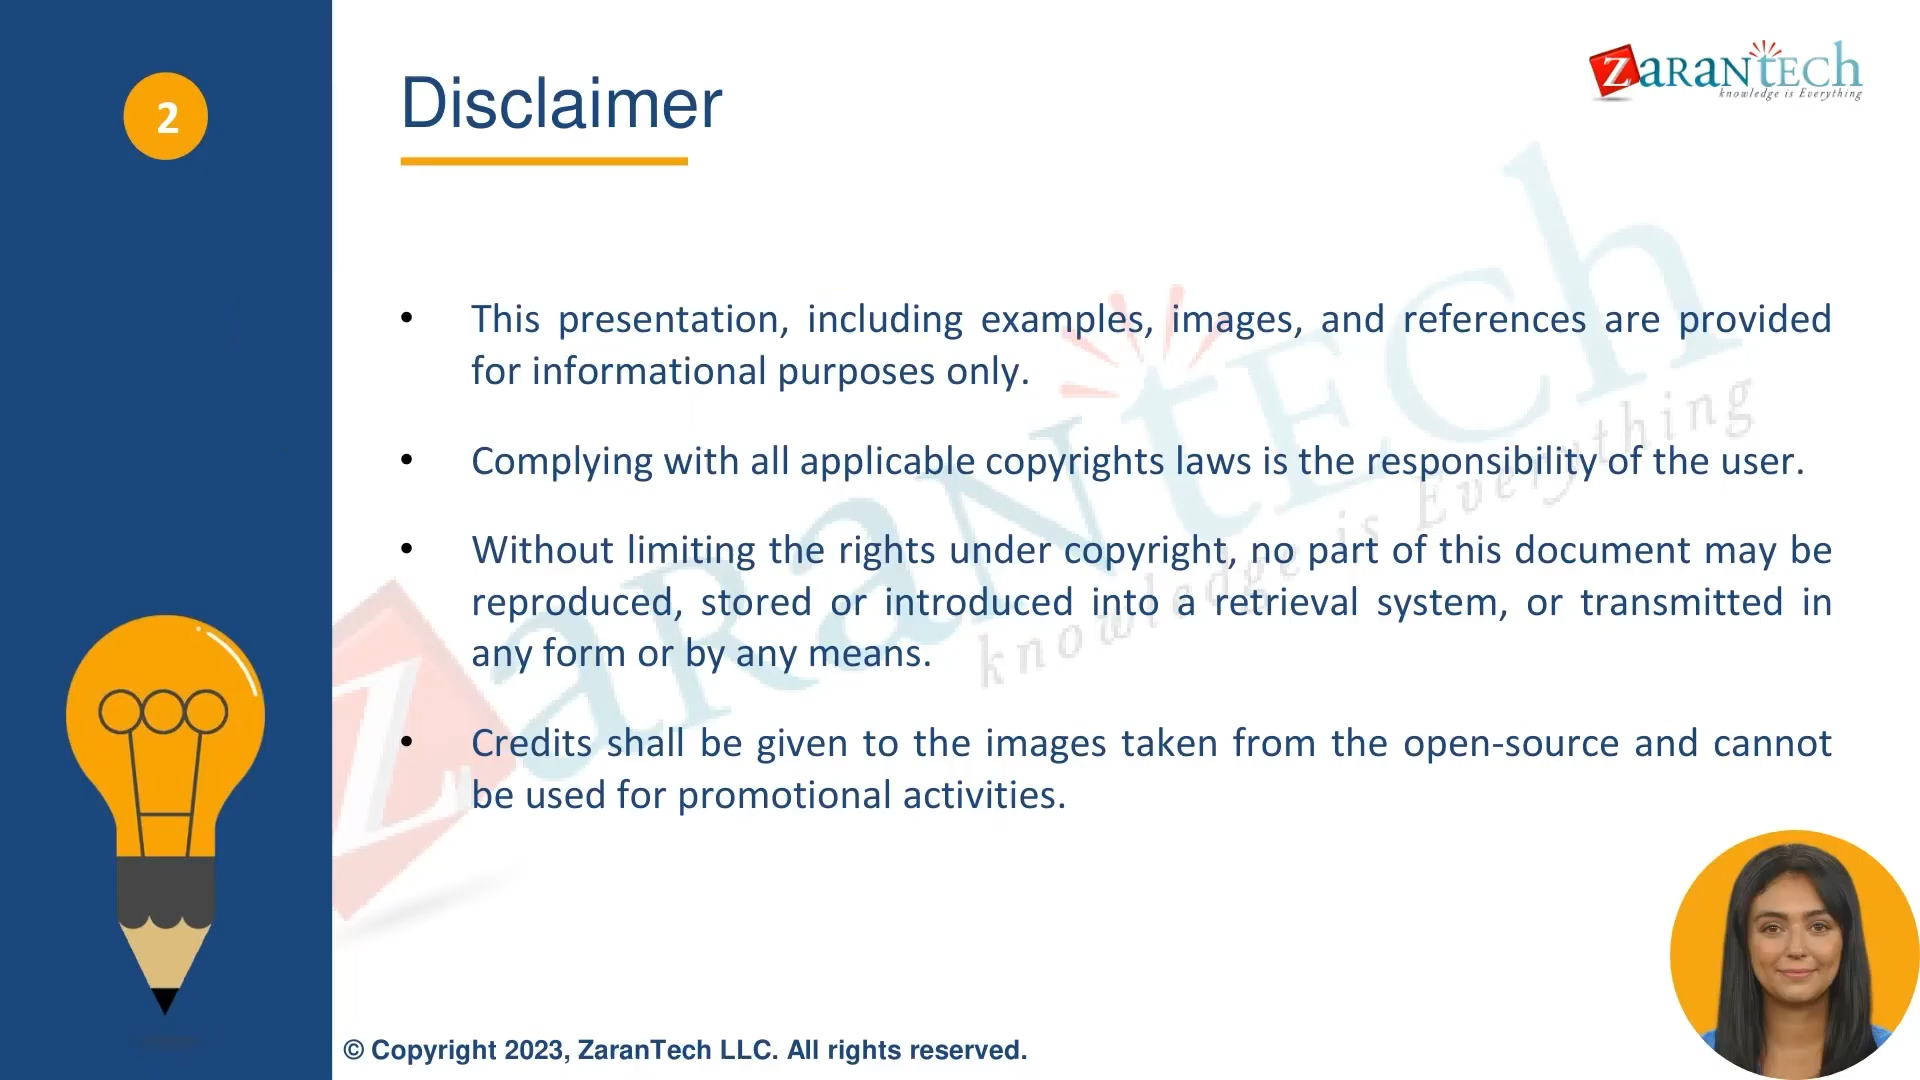 2
Disclaimer
ZaranTech
knowledge is Everything
• This presentation, including examples, images, and references are provided
for informational purposes only.
• Complying with all applicable copyrights laws is the responsibility of the user.
• Without limiting the rights under copyright, no part of this document may be
reproduced, stored or introduced into a retrieval system, or transmitted in
any form or by any means.
• Credits shall be given to the images taken from the open-source and cannot
be used for promotional activities.
ZaranTech
knowledge is Everything
© Copyright 2023, ZaranTech LLC. All rights reserved.